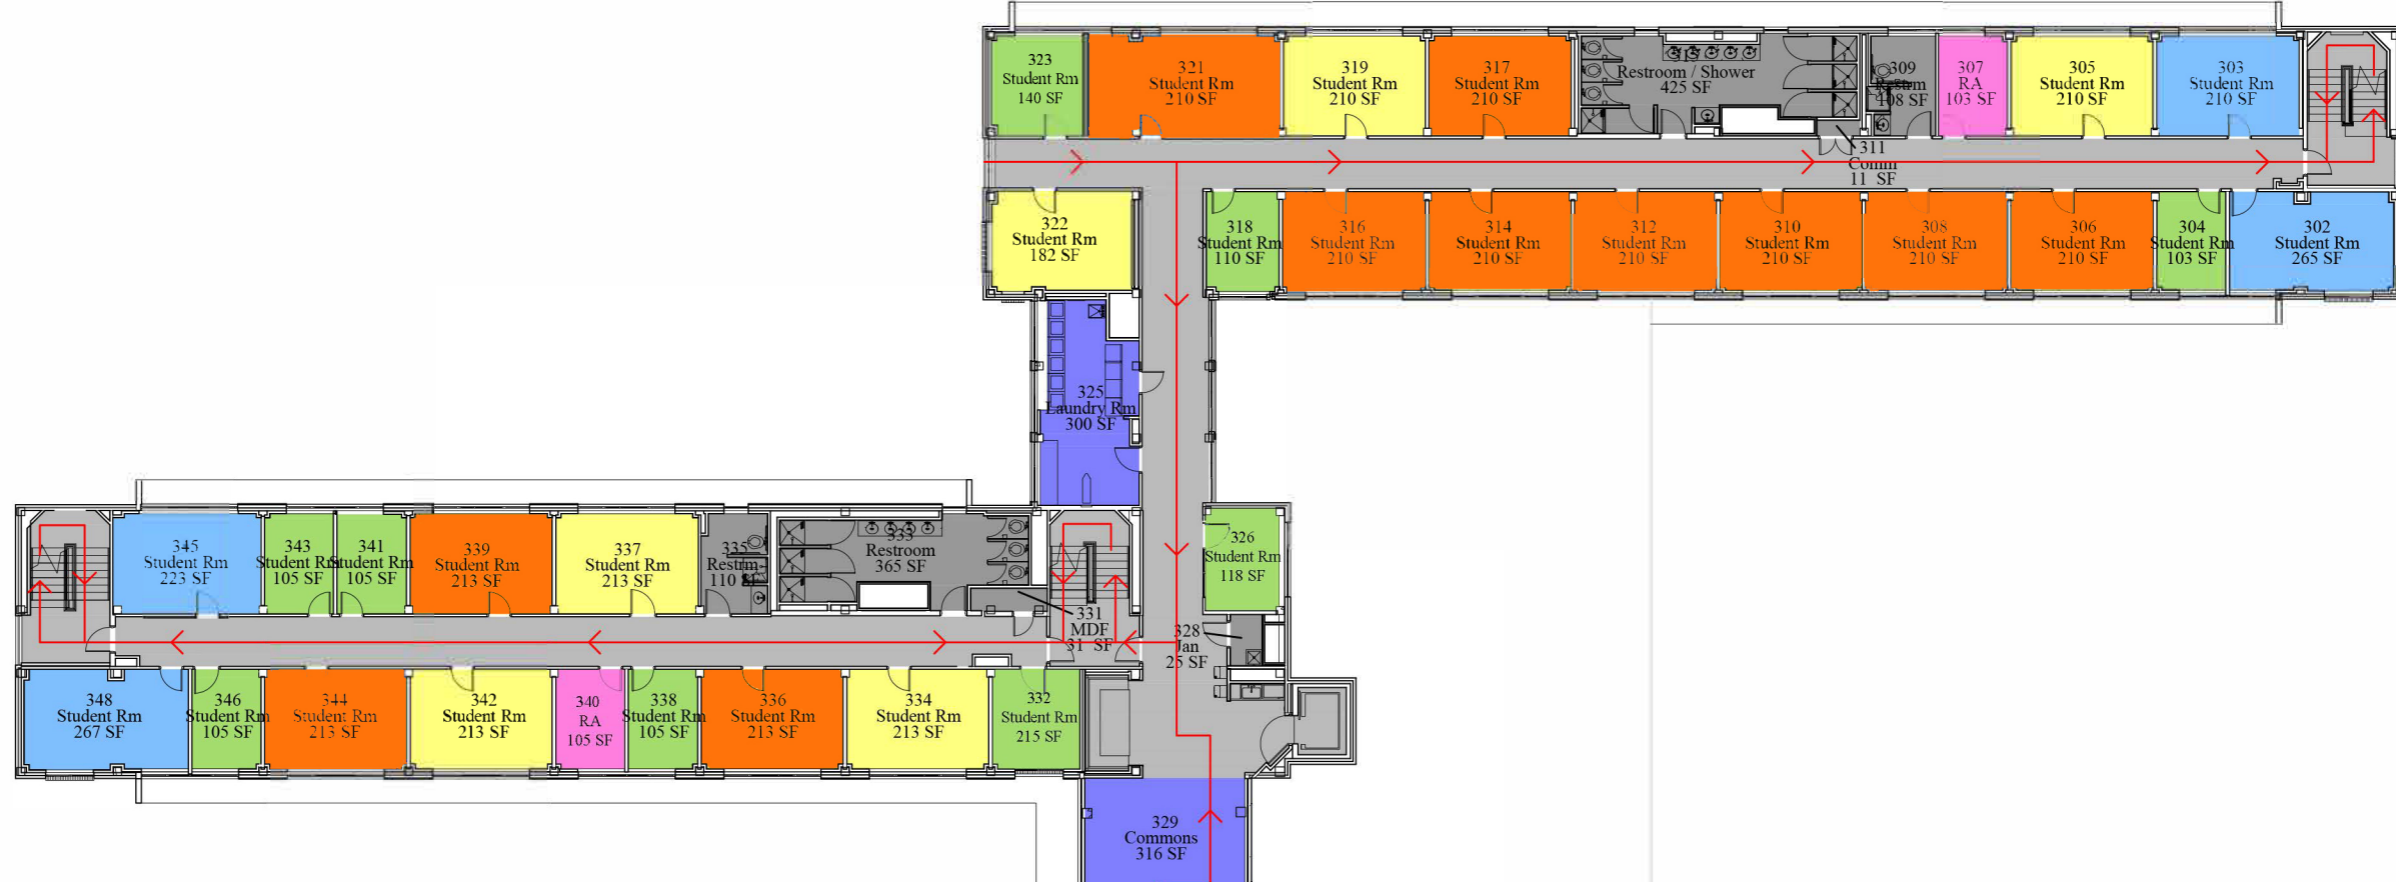 323
Student Rm
140 SF
321
Student Rm
210 SF
319
Student Rm
210 SF
317
Student Rm
210 SF
Restroom / Shower
425 SF
309
Restrm
108 SF
307
RA
103 SF
305
Student Rm
210 SF
303
Student Rm
210 SF
311
Comm
11 SF
322
Student Rm
182 SF
318
Student Rm
110 SF
316
Student Rm
210 SF
314
Student Rm
210 SF
312
Student Rm
210 SF
310
Student Rm
210 SF
308
Student Rm
210 SF
306
Student Rm
210 SF
304
Student Rm
103 SF
302
Student Rm
265 SF
325
Laundry Rm
300 SF
345
Student Rm
223 SF
343
Student Rm
105 SF
341
Student Rm
105 SF
339
Student Rm
213 SF
337
Student Rm
213 SF
335
Restrm
110 SF
333
Restroom
365 SF
326
Student Rm
118 SF
331
MDF
31 SF
328
Jan
25 SF
348
Student Rm
267 SF
346
Student Rm
105 SF
344
Student Rm
213 SF
342
Student Rm
213 SF
340
RA
105 SF
338
Student Rm
105 SF
336
Student Rm
213 SF
334
Student Rm
213 SF
332
Student Rm
215 SF
329
Commons
316 SF